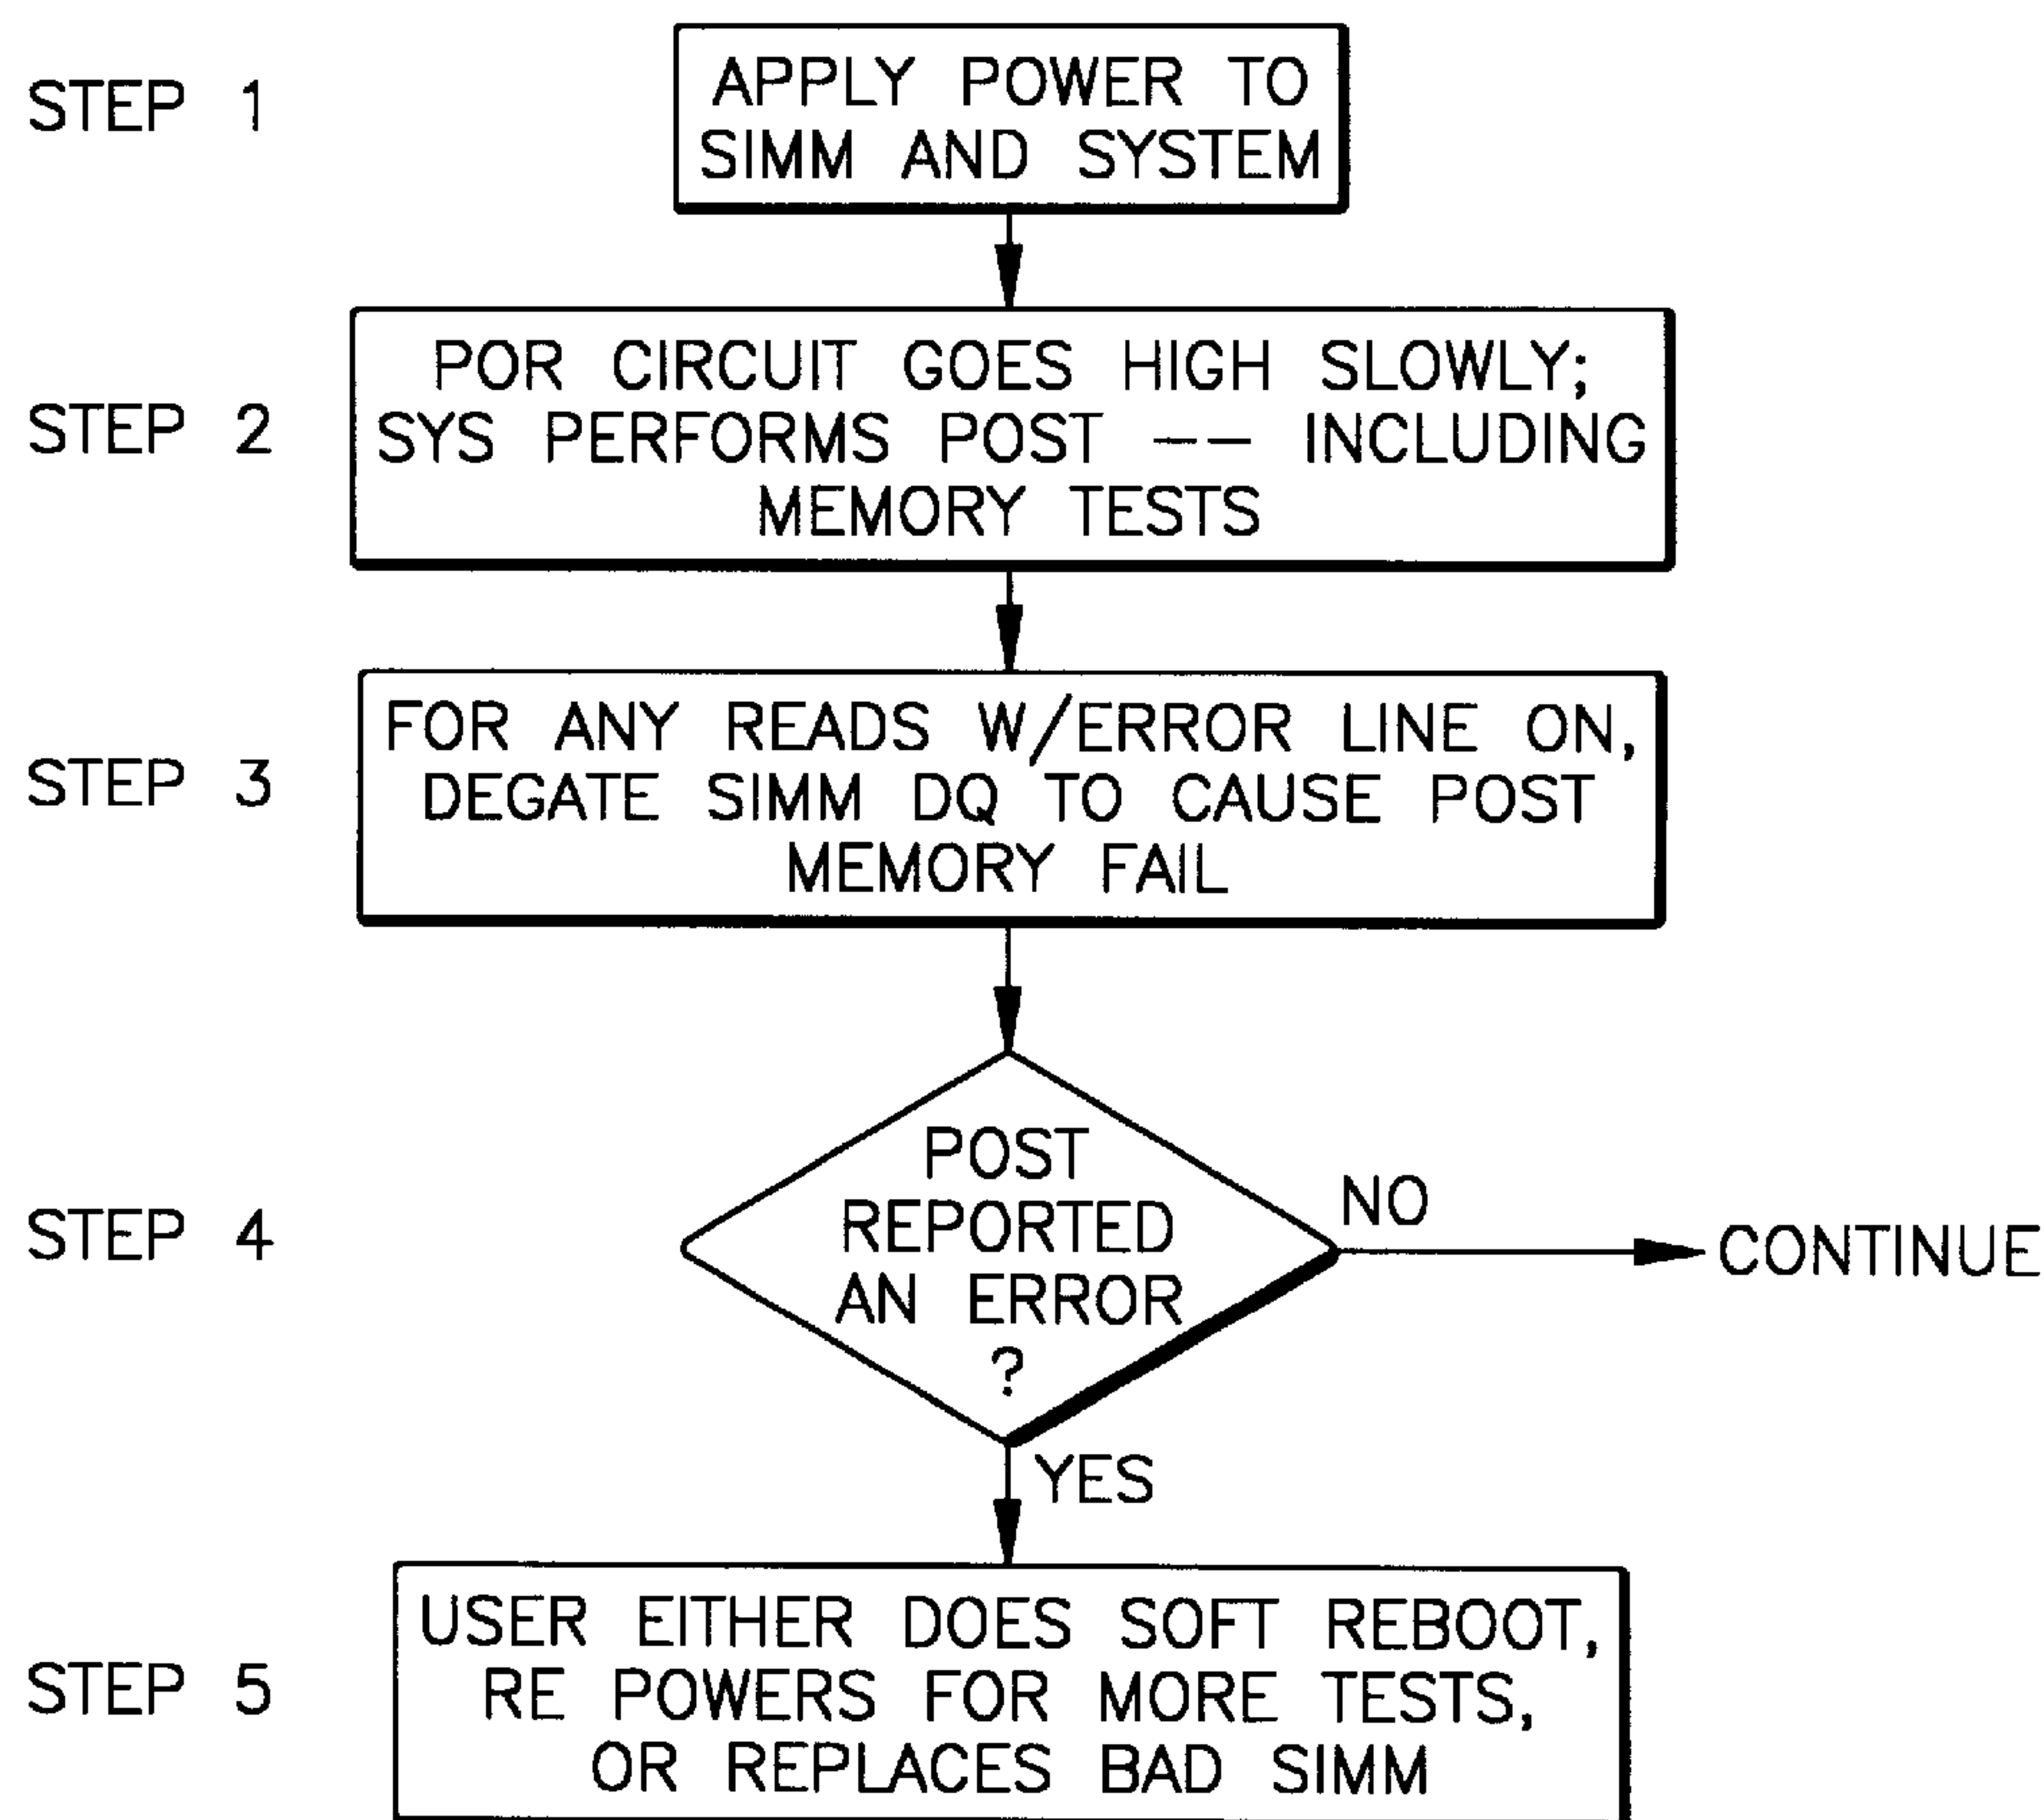 STEP 1
APPLY POWER TO
SIMM AND SYSTEM
STEP 2
POR CIRCUIT GOES HIGH SLOWLY;
SYS PERFORMS POST -- INCLUDING
MEMORY TESTS
STEP 3
FOR ANY READS W/ERROR LINE ON,
DEGATE SIMM DQ TO CAUSE POST
MEMORY FAIL
STEP 4
POST
REPORTED
AN ERROR
?
NO
CONTINUE
YES
STEP 5
USER EITHER DOES SOFT REBOOT,
RE POWERS FOR MORE TESTS,
OR REPLACES BAD SIMM